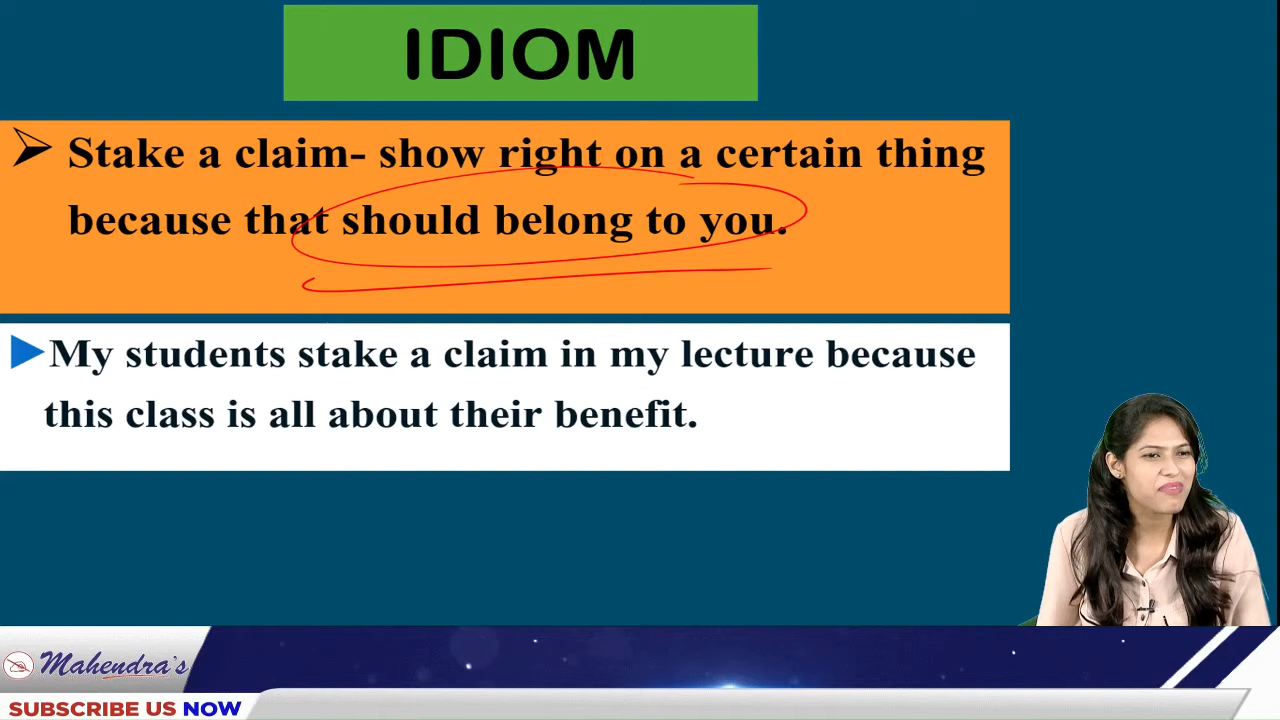 IDIOM
Stake a claim- show right on a certain thing
because that should belong to you.
My students stake a claim in my lecture because
this class is all about their benefit.
Mahendra's
SUBSCRIBE US NOW